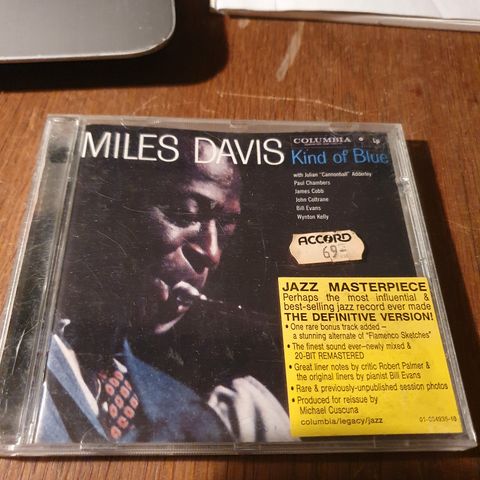 MILES DAVIS
COLUMBIA
Lp
Kind of Blue
with Julian "Cannonball" Adderley
Paul Chambers
James Cobb
John Coltrane
Bill Evans
Wynton Kelly
ACCORD
69
JAZZ MASTERPIECE
Perhaps the most influential &
best-selling jazz record ever made
THE DEFINITIVE VERSION!
• One rare bonus track added —
a stunning alternate of "Flamenco Sketches"
• The finest sound ever—newly mixed &
20-BIT REMASTERED
• Great liner notes by critic Robert Palmer &
the original liners by pianist Bill Evans
• Rare & previously-unpublished session photos
• Produced for reissue by
Michael Cuscuna
columbia/legacy/jazz